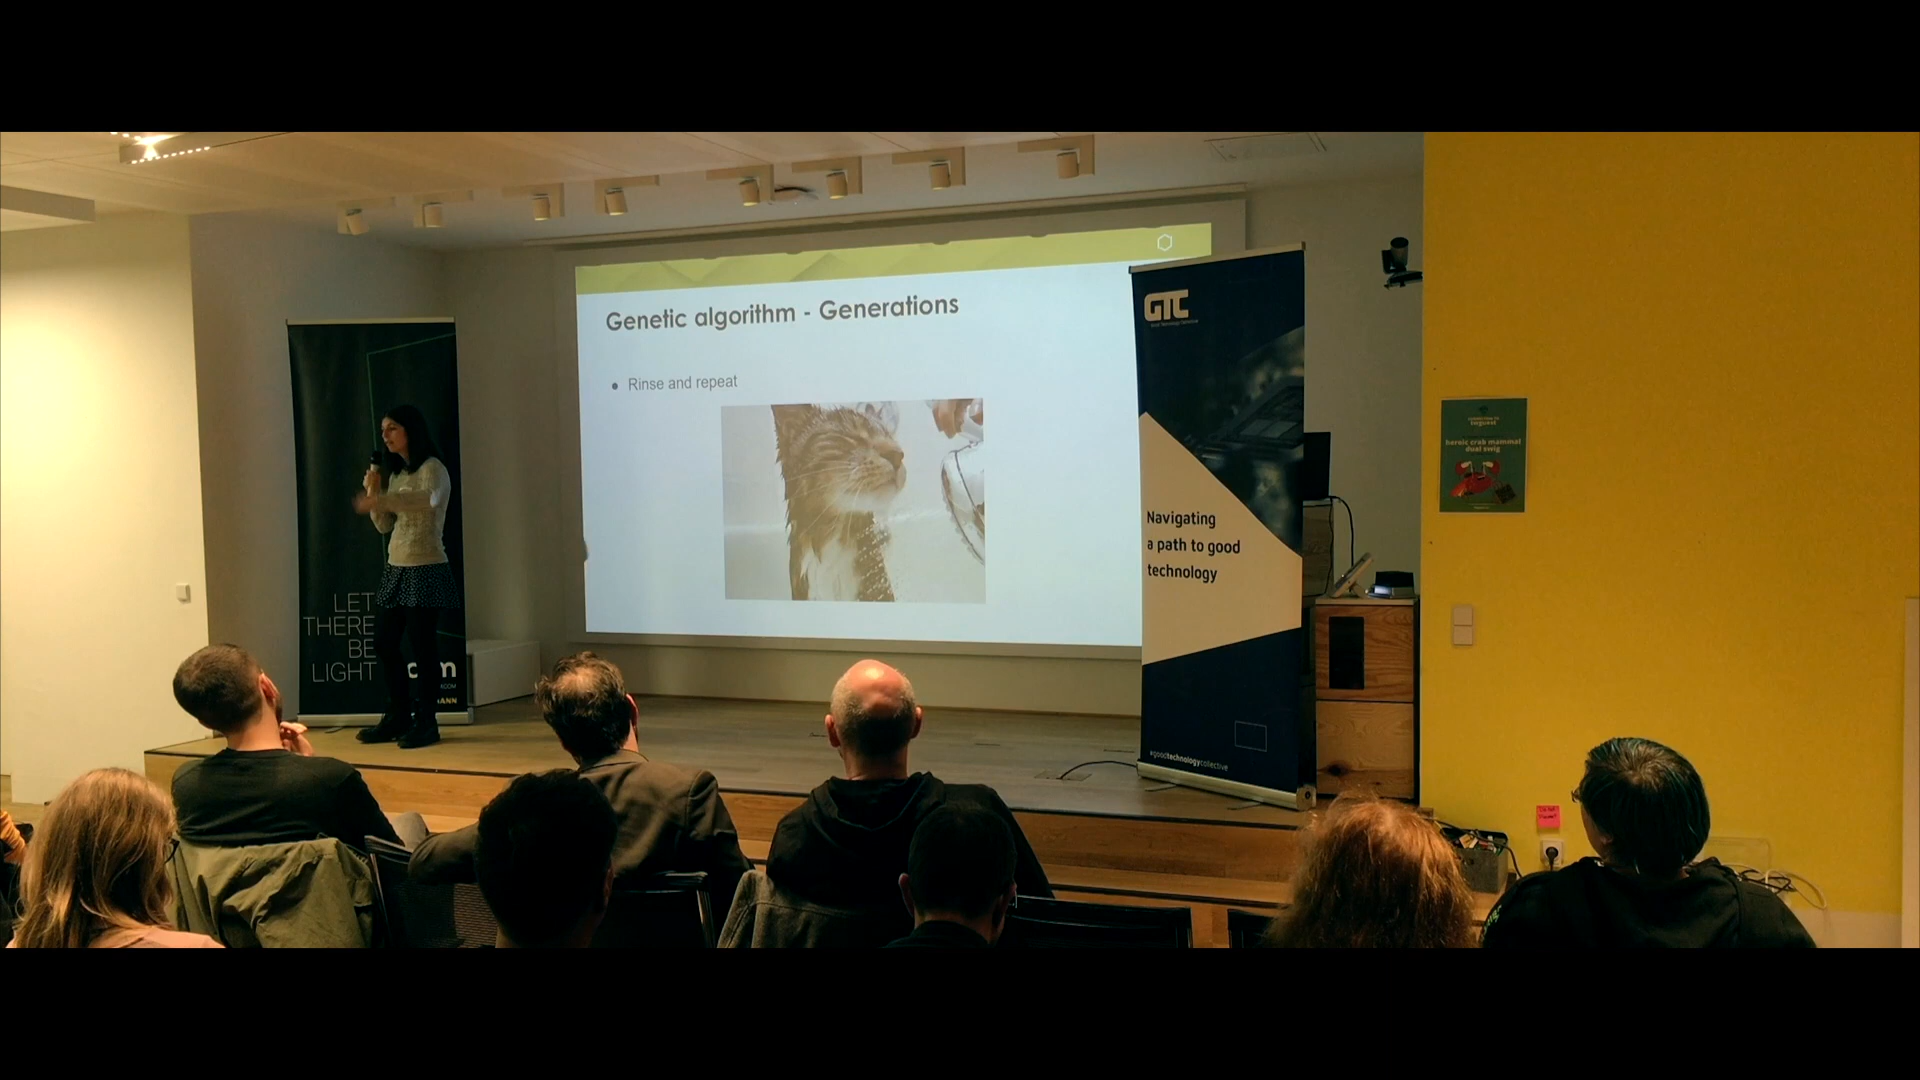 Genetic algorithm - Generations
● Rinse and repeat
LET
THERE
BE
LIGHT
GTC
Navigating
a path to good
technology
#goodtechnologycollective
heroic crab mammal
dual swig